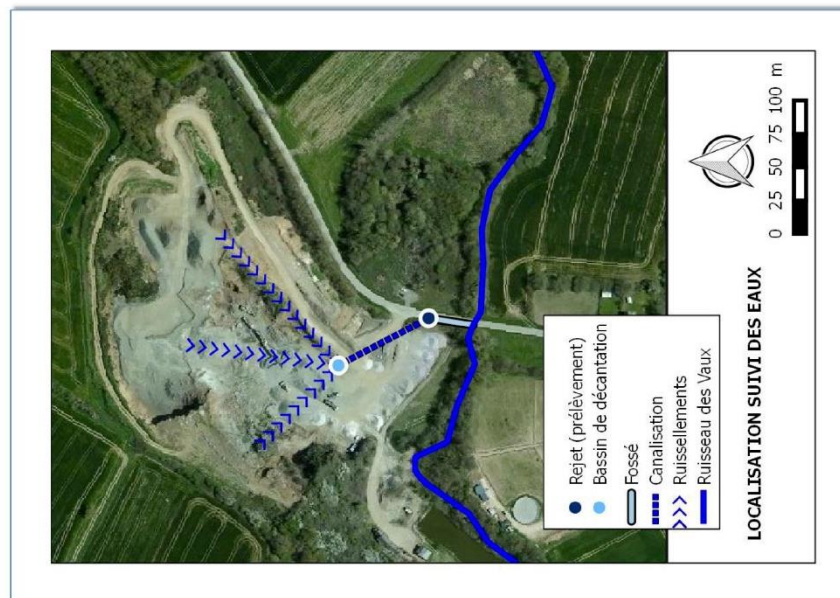 Rejet (prélèvement)
Bassin de décantation
Fossé
Canalisation
Ruissellements
Ruisseau des Vaux
LOCALISATION SUIVI DES EAUX
0 25 50 75 100 m